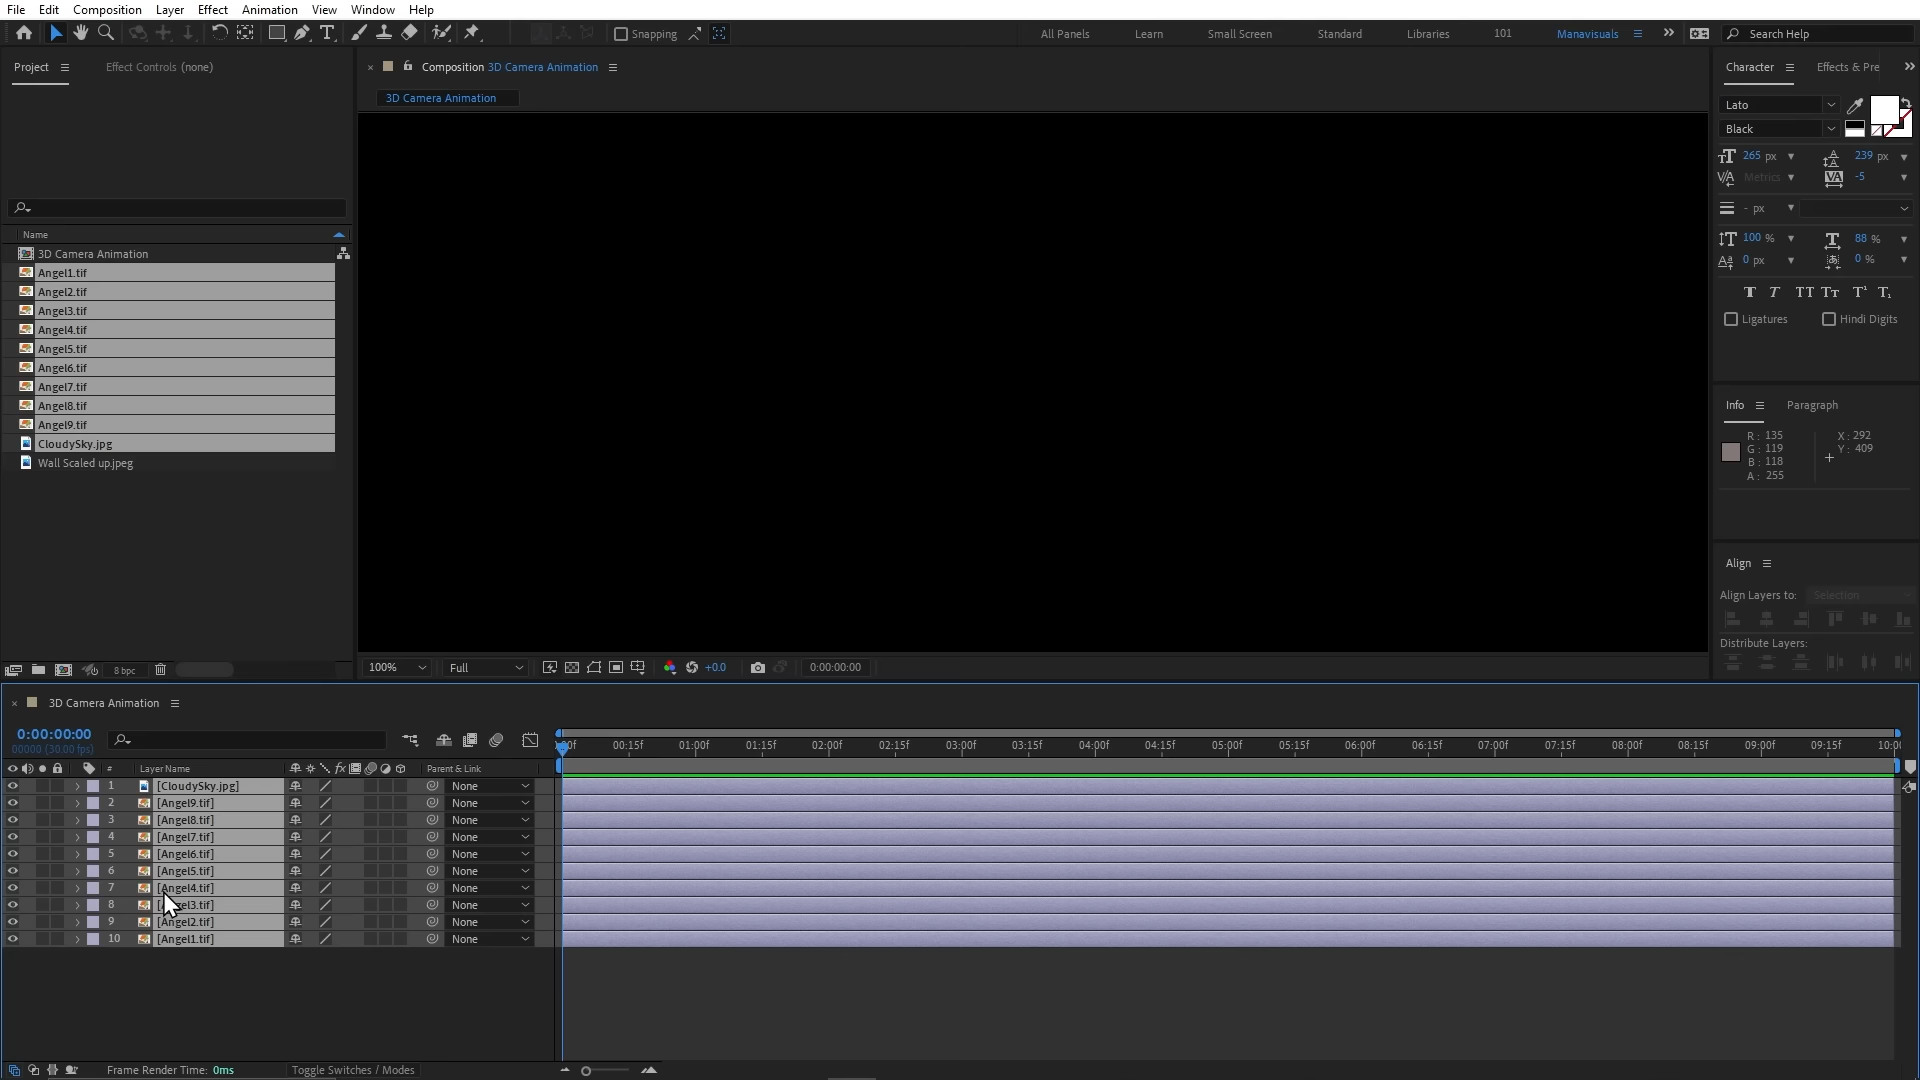 File Edit Composition Layer Effect Animation View Window Help
Snapping
All Panels Learn Small Screen Standard Libraries 101 Manavisuals Search Help
Project Effect Controls (none)
Composition 3D Camera Animation
3D Camera Animation
Name
3D Camera Animation
Angel1.tif
Angel2.tif
Angel3.tif
Angel4.tif
Angel5.tif
Angel6.tif
Angel7.tif
Angel8.tif
Angel9.tif
CloudySky.jpg
Wall Scaled up.jpeg
8 bpc
100% Full +0.0 0:00:00:00
Character Effects & Pre
Lato
Black
265 px 239 px
Metrics -5
- px
100 % 88 %
0 px 0 %
Ligatures Hindi Digits
Info Paragraph
R: 135 X: 292
G: 119 Y: 409
B: 118
A: 255
Align
Align Layers to: Selection
Distribute Layers:
3D Camera Animation
0:00:00:00
00000 (30.00 fps)
00:15f 01:00f 01:15f 02:00f 02:15f 03:00f 03:15f 04:00f 04:15f 05:00f 05:15f 06:00f 06:15f 07:00f 07:15f 08:00f 08:15f 09:00f 09:15f
# Layer Name fx Parent & Link
1 [CloudySky.jpg] None
2 [Angel9.tif] None
3 [Angel8.tif] None
4 [Angel7.tif] None
5 [Angel6.tif] None
6 [Angel5.tif] None
7 [Angel4.tif] None
8 None
9 [Angel2.tif] None
10 [Angel1.tif] None
Frame Render Time: 0ms Toggle Switches / Modes